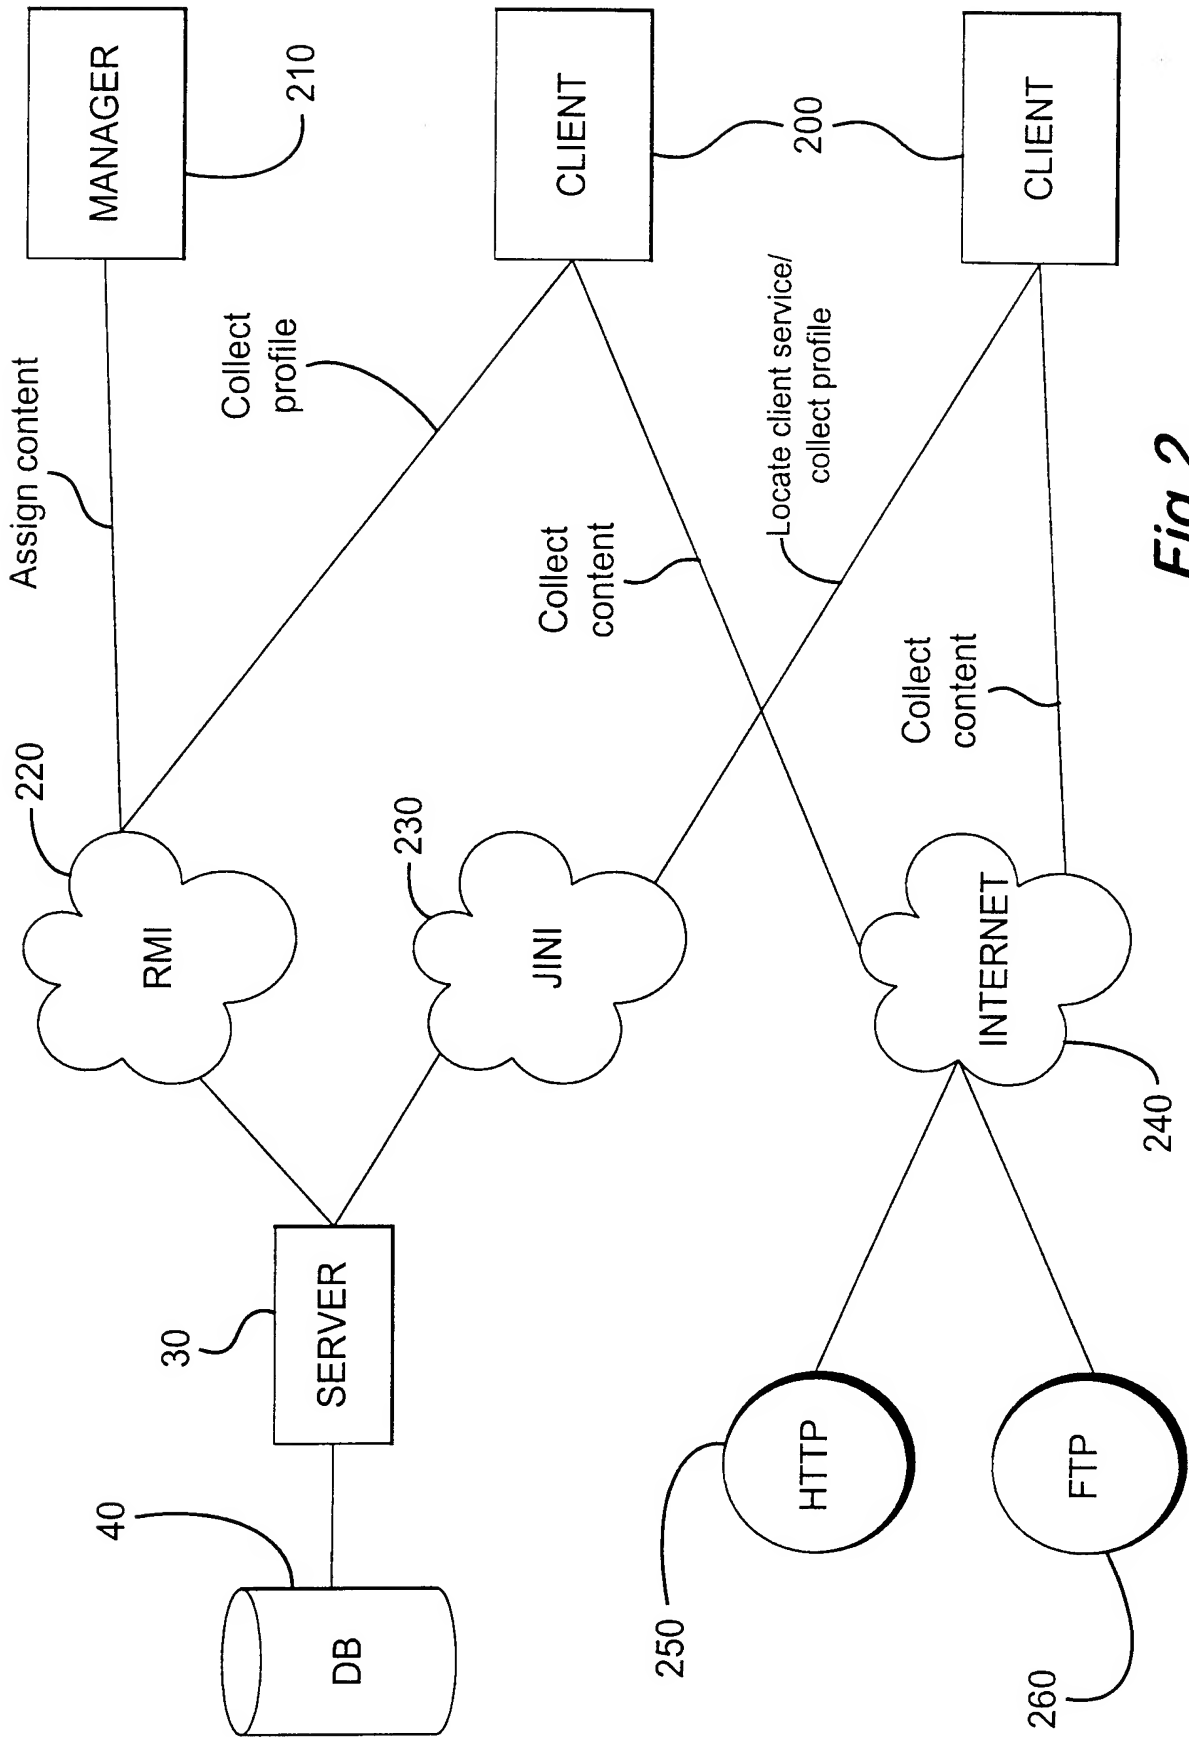 MANAGER
210
Assign content
220
RMI
Collect
profile
CLIENT
200
CLIENT
Collect
content
Locate client service/
collect profile
230
JINI
30
SERVER
40
DB
Collect
content
INTERNET
240
HTTP
250
FTP
260
Fig.2